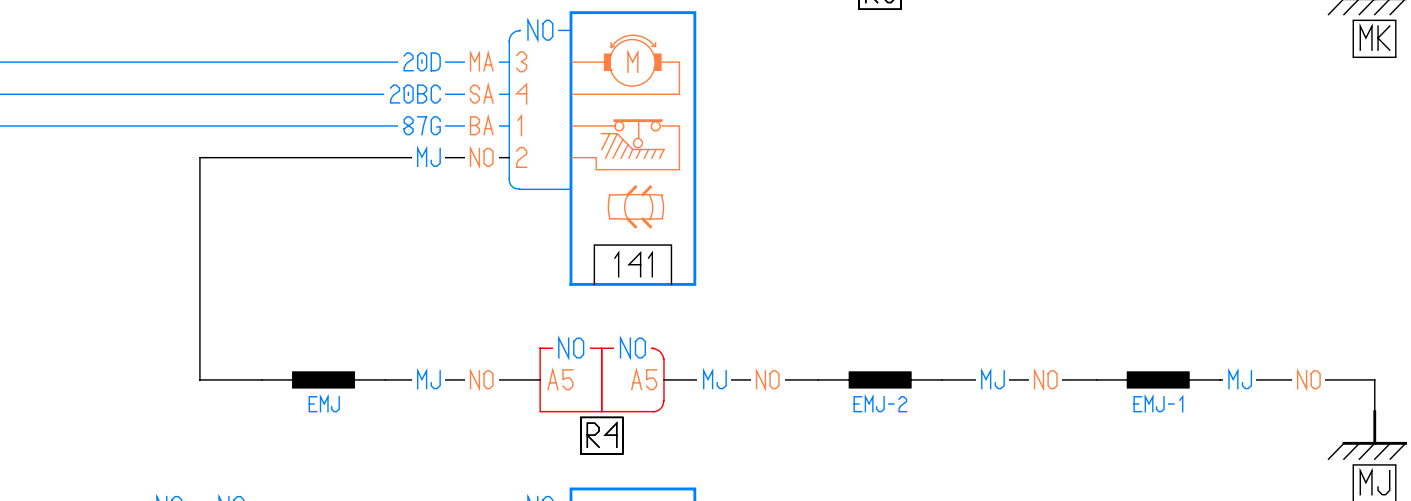 MK
NO
20D MA 3
M
20BC SA 4
87G BA 1
MJ NO 2
141
NO NO
MJ NO A5 A5 MJ NO MJ NO MJ NO
EMJ EMJ-2 EMJ-1
R4
MJ